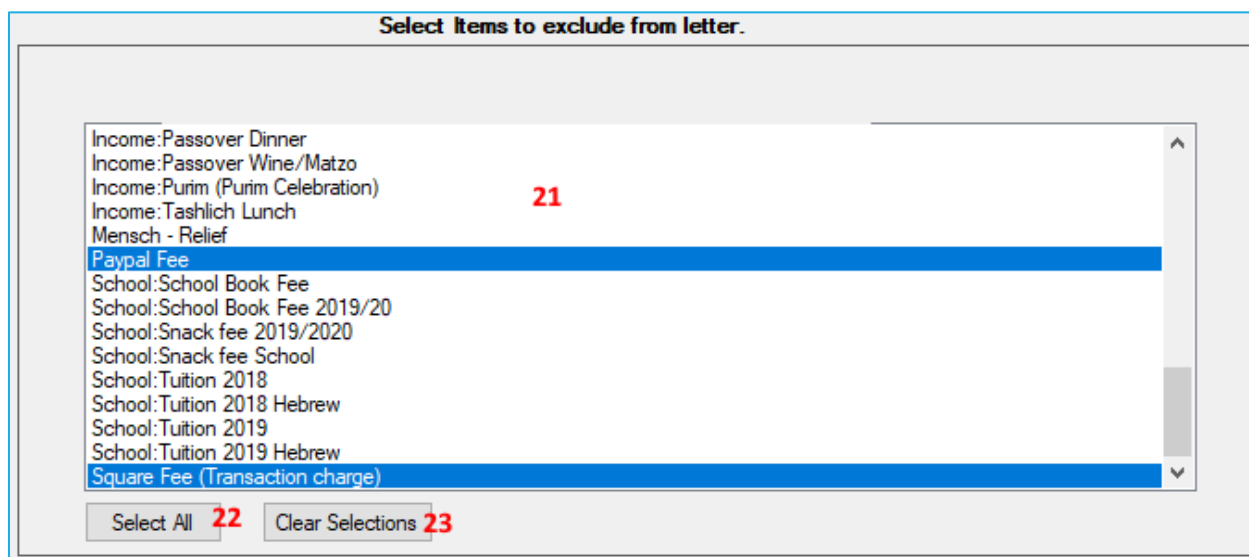 Select Items to exclude from letter.
Income:Passover Dinner
Income:Passover Wine/Matzo
Income:Purim (Purim Celebration)
21
Income:Tashlich Lunch
Mensch - Relief
Paypal Fee
School:School Book Fee
School:School Book Fee 2019/20
School:Snack fee 2019/2020
School:Snack fee School
School:Tuition 2018
School:Tuition 2018 Hebrew
School:Tuition 2019
School:Tuition 2019 Hebrew
Square Fee (Transaction charge)
Select All 22 Clear Selections 23